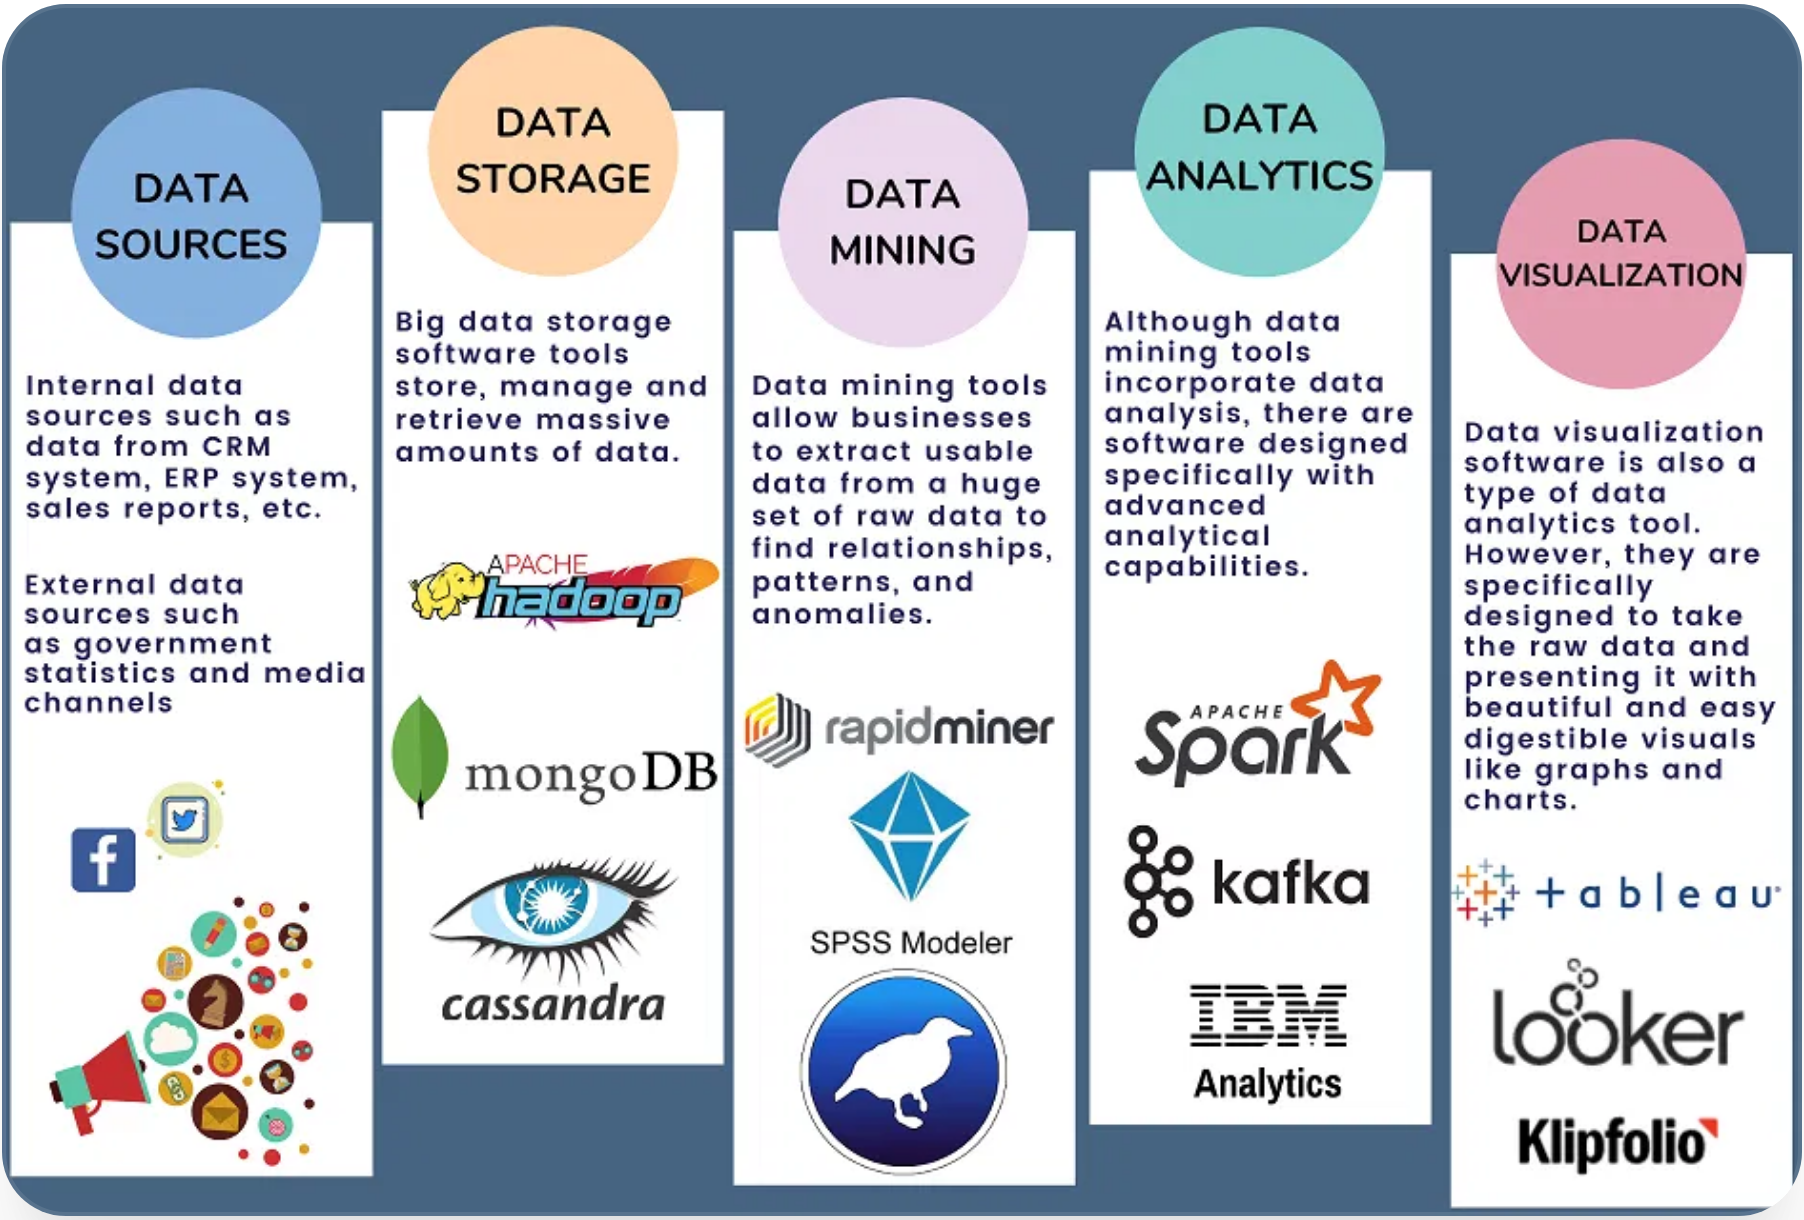 DATA
SOURCES
Internal data
sources such as
data from CRM
system, ERP system,
sales reports, etc.
External data
sources such
as government
statistics and media
channels
f
DATA
STORAGE
Big data storage
software tools
store, manage and
retrieve massive
amounts of data.
APACHE
hadoop
mongoDB
cassandra
DATA
MINING
Data mining tools
allow businesses
to extract usable
data from a huge
set of raw data to
find relationships,
patterns, and
anomalies.
rapidminer
SPSS Modeler
DATA
ANALYTICS
Although data
mining tools
incorporate data
analysis, there are
software designed
specifically with
advanced
analytical
capabilities.
APACHE
Spark
kafka
IBM
Analytics
DATA
VISUALIZATION
Data visualization
software is also a
type of data
analytics tool.
However, they are
specifically
designed to take
the raw data and
presenting it with
beautiful and easy
digestible visuals
like graphs and
charts.
+ableau
looker
Klipfolio